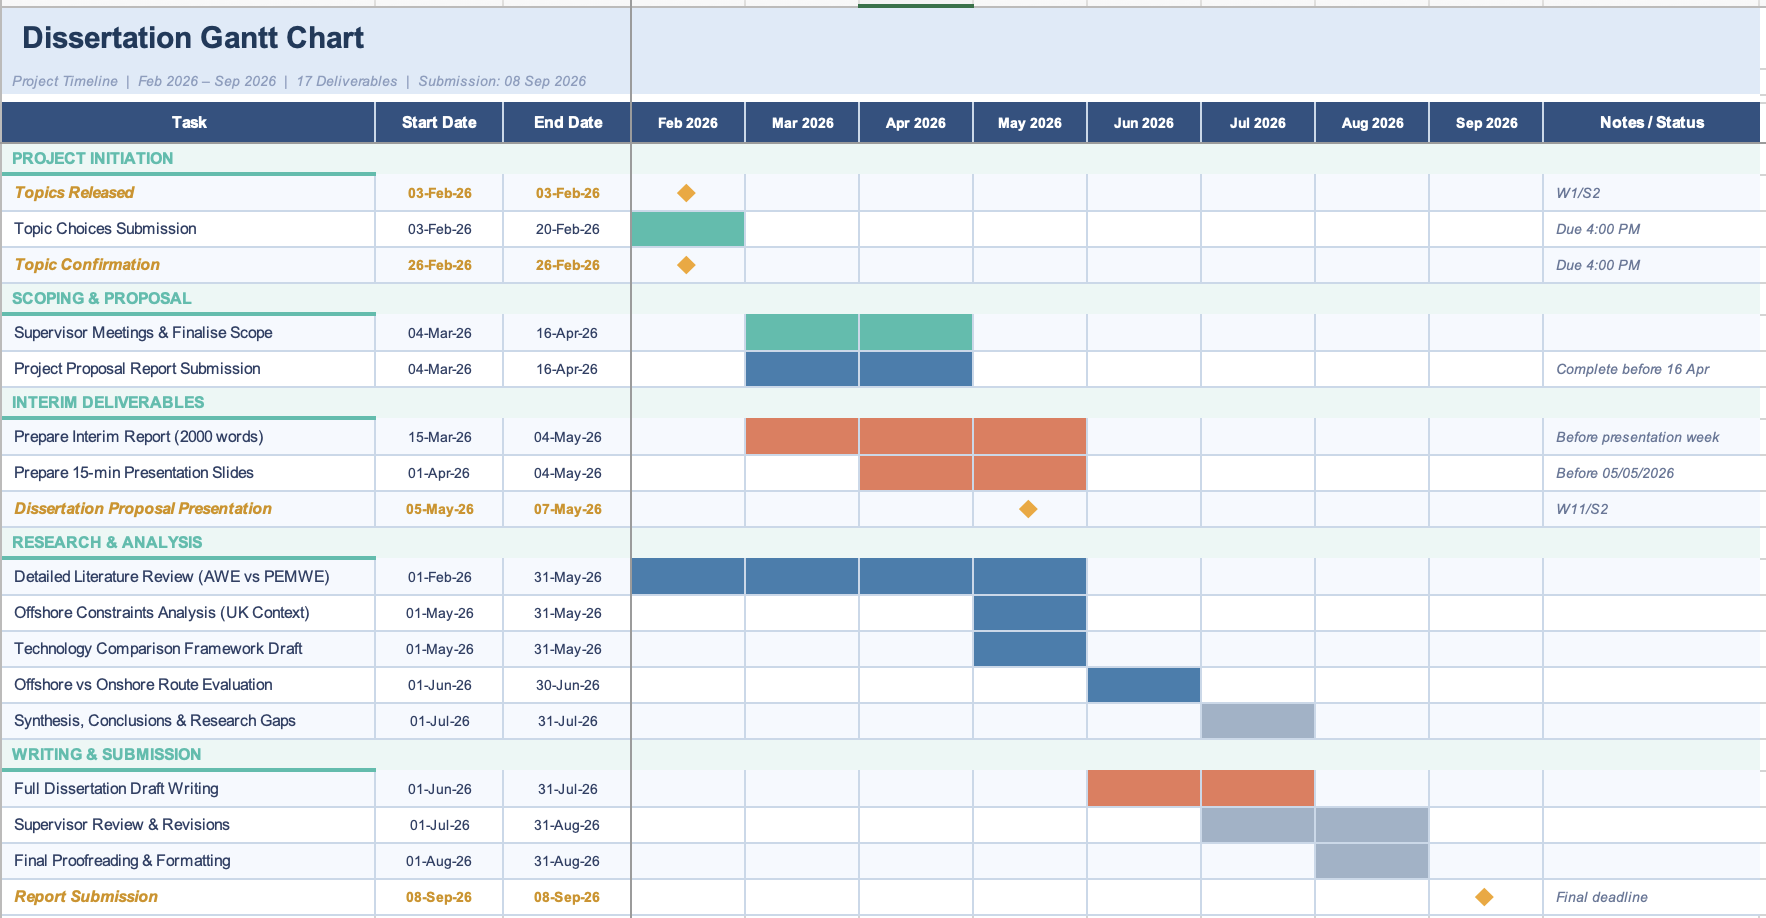 Dissertation Gantt Chart
Project Timeline | Feb 2026 – Sep 2026 | 17 Deliverables | Submission: 08 Sep 2026
Task Start Date End Date Feb 2026 Mar 2026 Apr 2026 May 2026 Jun 2026 Jul 2026 Aug 2026 Sep 2026 Notes / Status
PROJECT INITIATION
Topics Released 03-Feb-26 03-Feb-26 W1/S2
Topic Choices Submission 03-Feb-26 20-Feb-26 Due 4:00 PM
Topic Confirmation 26-Feb-26 26-Feb-26 Due 4:00 PM
SCOPING & PROPOSAL
Supervisor Meetings & Finalise Scope 04-Mar-26 16-Apr-26
Project Proposal Report Submission 04-Mar-26 16-Apr-26 Complete before 16 Apr
INTERIM DELIVERABLES
Prepare Interim Report (2000 words) 15-Mar-26 04-May-26 Before presentation week
Prepare 15-min Presentation Slides 01-Apr-26 04-May-26 Before 05/05/2026
Dissertation Proposal Presentation 05-May-26 07-May-26 W11/S2
RESEARCH & ANALYSIS
Detailed Literature Review (AWE vs PEMWE) 01-Feb-26 31-May-26
Offshore Constraints Analysis (UK Context) 01-May-26 31-May-26
Technology Comparison Framework Draft 01-May-26 31-May-26
Offshore vs Onshore Route Evaluation 01-Jun-26 30-Jun-26
Synthesis, Conclusions & Research Gaps 01-Jul-26 31-Jul-26
WRITING & SUBMISSION
Full Dissertation Draft Writing 01-Jun-26 31-Jul-26
Supervisor Review & Revisions 01-Jul-26 31-Aug-26
Final Proofreading & Formatting 01-Aug-26 31-Aug-26
Report Submission 08-Sep-26 08-Sep-26 Final deadline